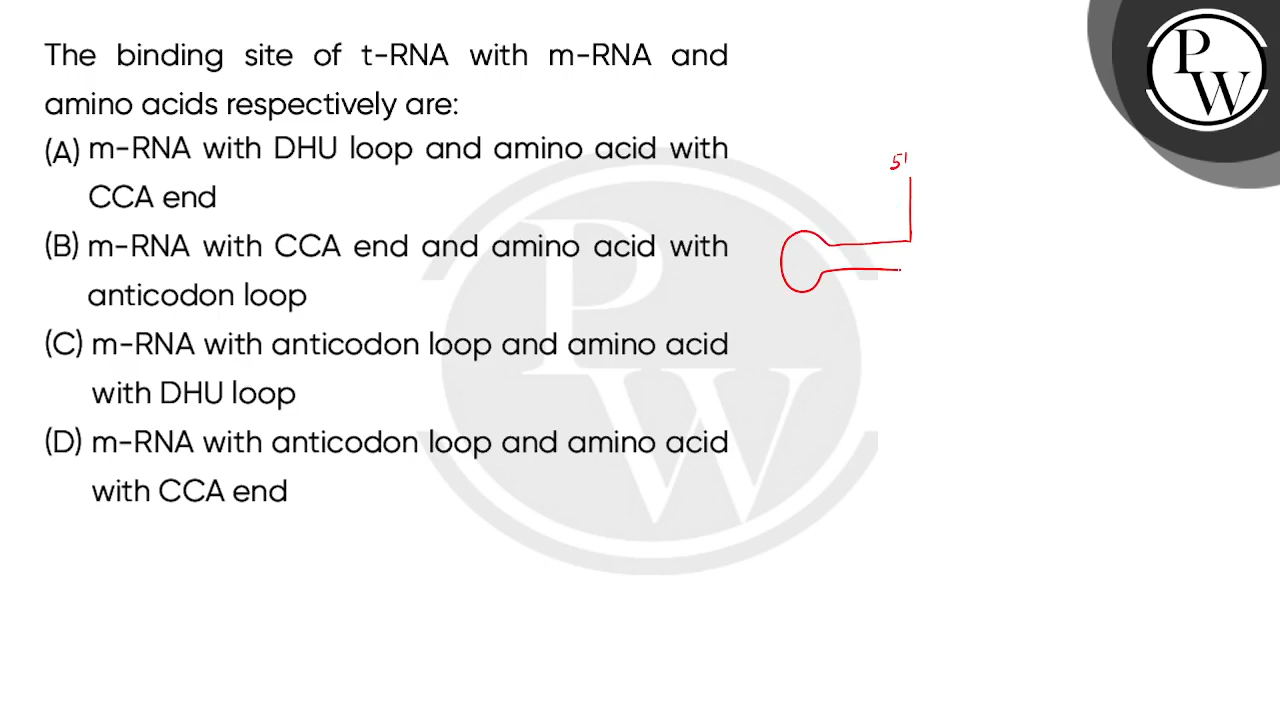 The binding site of t-RNA with m-RNA and
amino acids respectively are:
(A) m-RNA with DHU loop and amino acid with
CCA end
(B) m-RNA with CCA end and amino acid with
anticodon loop
(C) m-RNA with anticodon loop and amino acid
with DHU loop
(D) m-RNA with anticodon loop and amino acid
with CCA end
5'
P
W
P
W